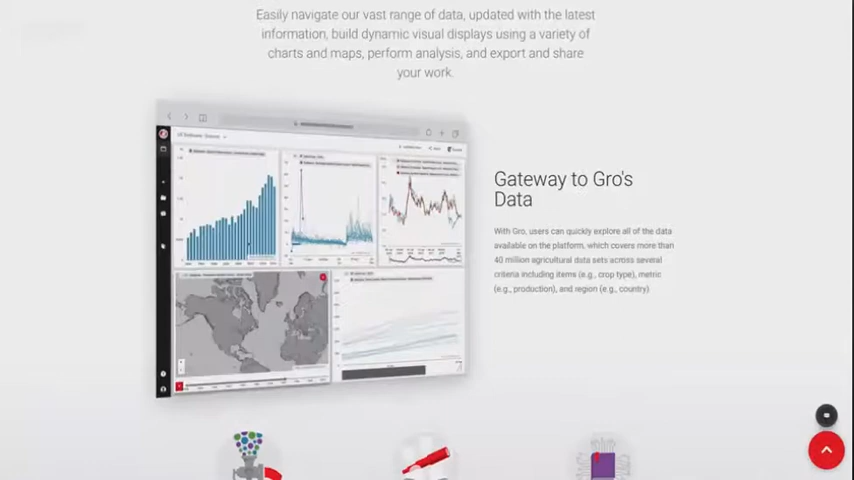 Easily navigate our vast range of data, updated with the latest
information, build dynamic visual displays using a variety of
charts and maps, perform analysis, and export and share
your work.
Gateway to Gro's
Data
With Gro, users can quickly explore all of the data
available on the platform, which covers more than
40 million agricultural data sets across several
criteria including items (e.g., crop type), metric
(e.g., production), and region (e.g., country)